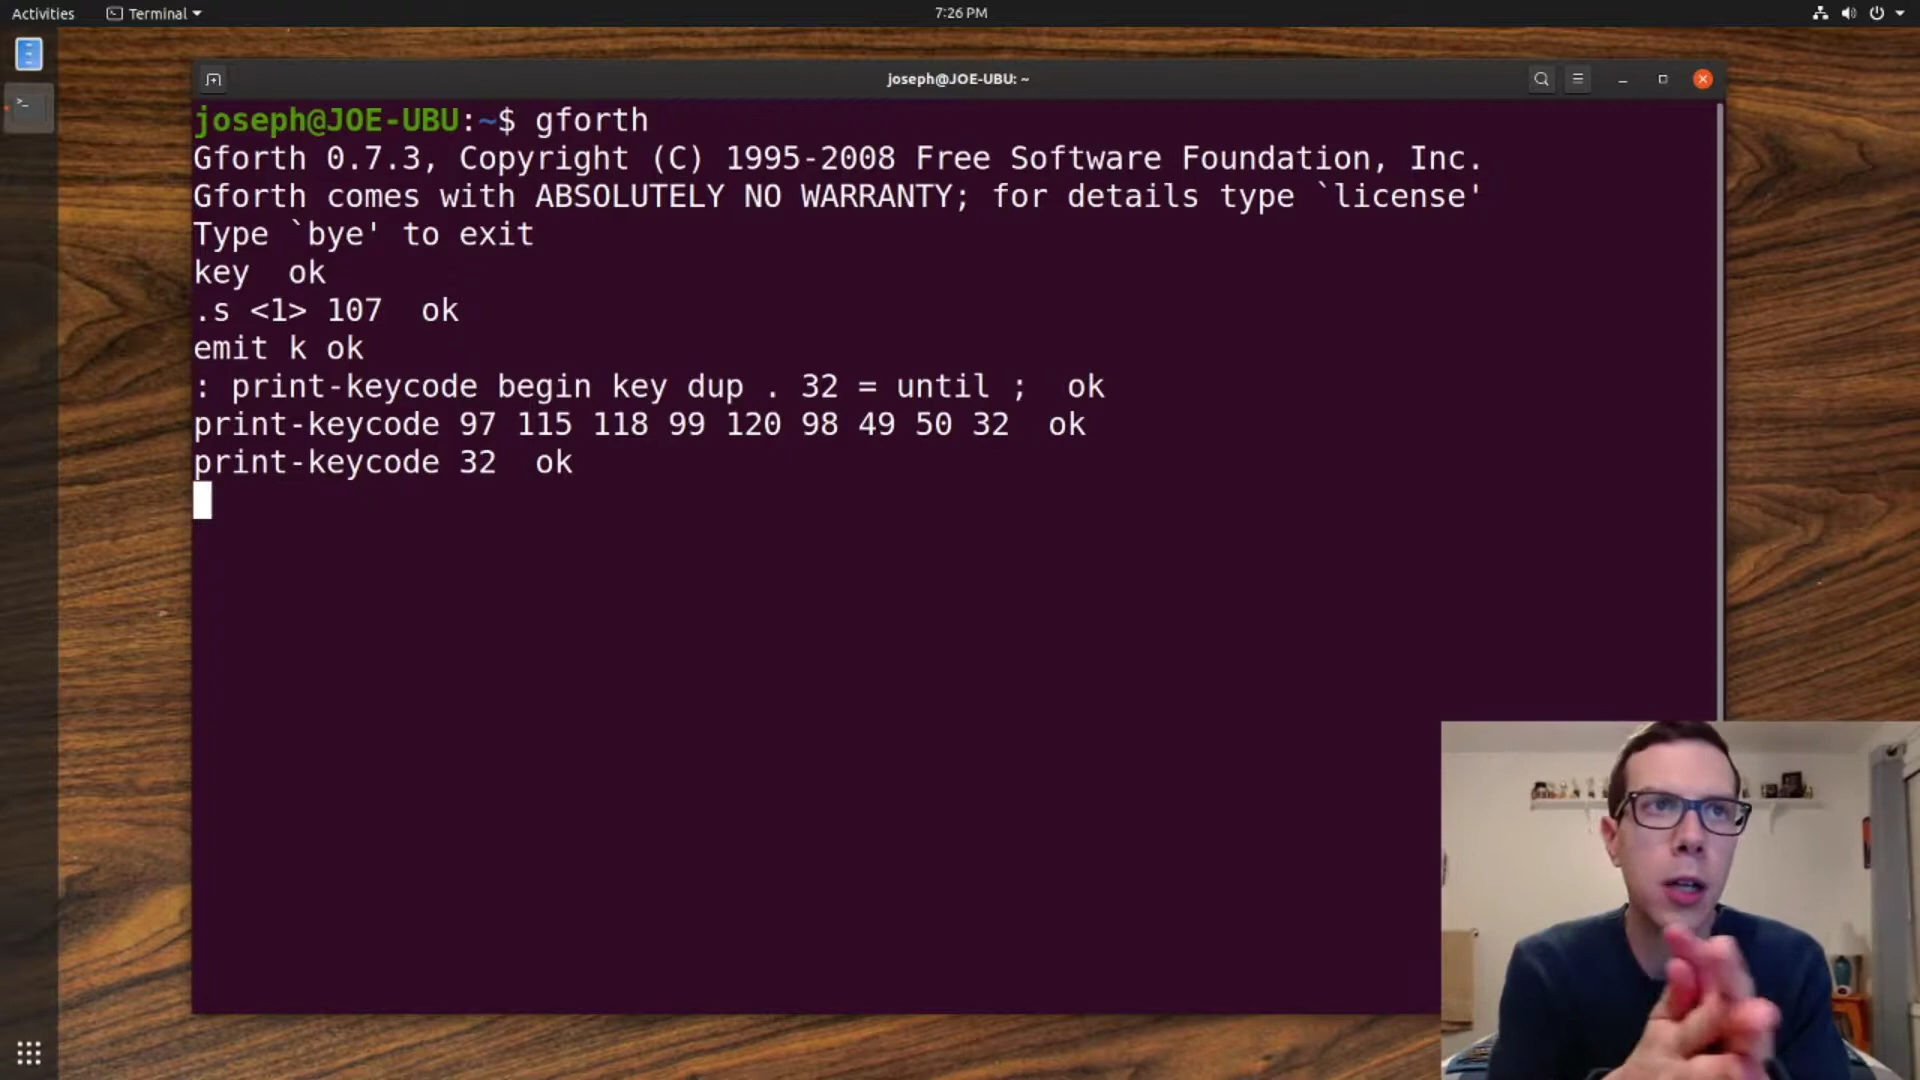 Activities
Terminal
7:26 PM
joseph@JOE-UBU: ~
joseph@JOE-UBU:~$ gforth
Gforth 0.7.3, Copyright (C) 1995-2008 Free Software Foundation, Inc.
Gforth comes with ABSOLUTELY NO WARRANTY; for details type `license'
Type `bye' to exit
key  ok
.s <1> 107  ok
emit k ok
: print-keycode begin key dup . 32 = until ;  ok
print-keycode 97 115 118 99 120 98 49 50 32  ok
print-keycode 32  ok